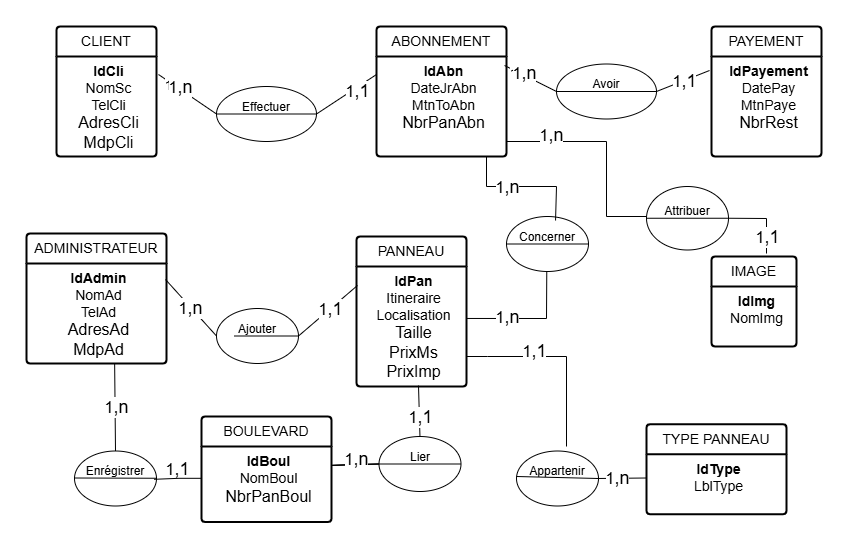 CLIENT
IdCli
NomSc
TelCli
AdresCli
MdpCli
1,n
Effectuer
1,1
ABONNEMENT
IdAbn
DateJrAbn
MtnToAbn
NbrPanAbn
1,n
Avoir
1,1
PAYEMENT
IdPayement
DatePay
MtnPaye
NbrRest
1,n
Attribuer
1,1
IMAGE
IdImg
NomImg
1,n
Concerner
1,n
ADMINISTRATEUR
IdAdmin
NomAd
TelAd
AdresAd
MdpAd
1,n
Ajouter
1,1
PANNEAU
IdPan
Itineraire
Localisation
Taille
PrixMs
PrixImp
1,1
1,n
Enrégistrer
1,1
BOULEVARD
IdBoul
NomBoul
NbrPanBoul
1,n
Lier
1,1
Appartenir
1,n
TYPE PANNEAU
IdType
LblType